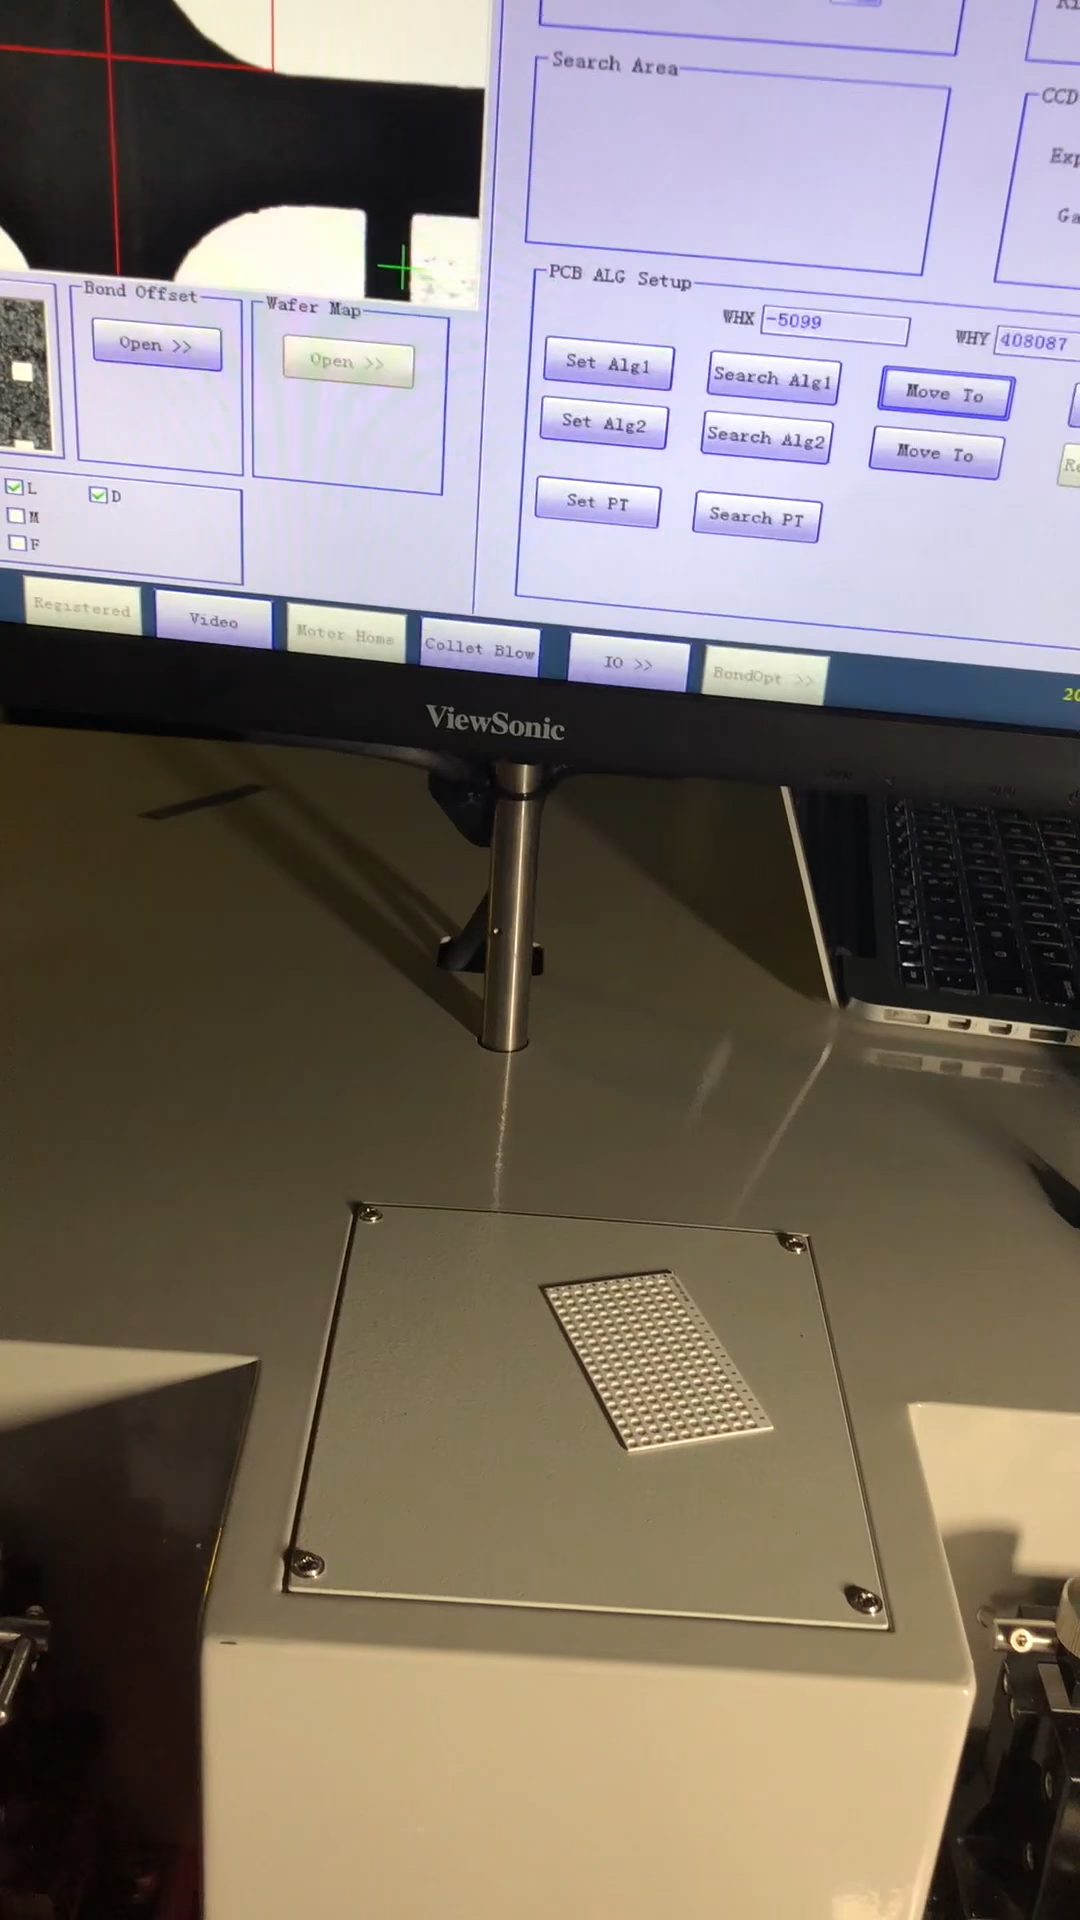 Search Area
CCD
PCB ALG Setup
WHX -5099
WHY 408087
Set Alg1
Search Alg1
Move To
Set Alg2
Search Alg2
Move To
Set PT
Search PT
Bond Offset
Open >>
Wafer Map
Open >>
L
D
M
F
Registered
Video
Motor Home
Collet Blow
IO >>
BondOpt >>
20
ViewSonic